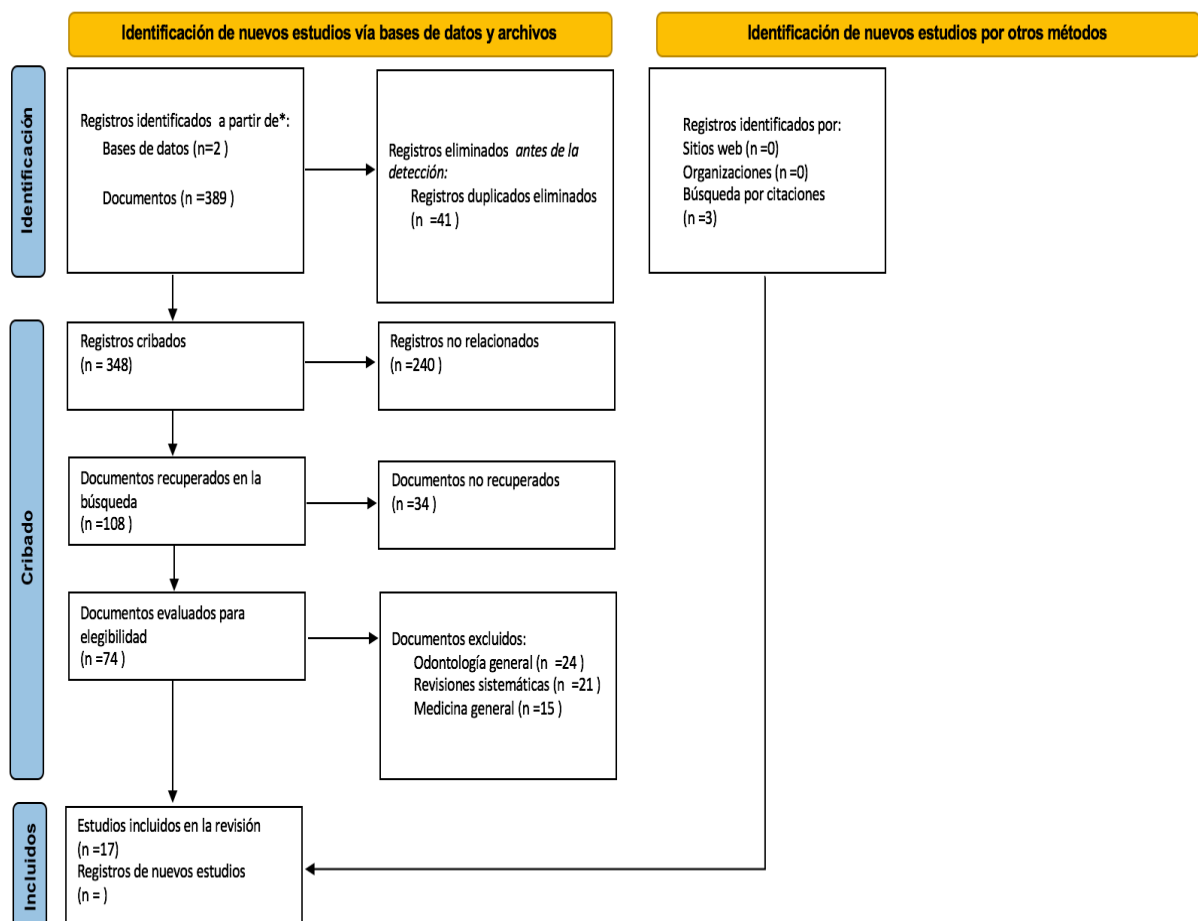 Identificación de nuevos estudios vía bases de datos y archivos
Identificación de nuevos estudios por otros métodos
Identificación
Registros identificados a partir de*:
Bases de datos (n=2 )
Documentos (n =389 )
Registros eliminados antes de la
detección:
Registros duplicados eliminados
(n =41 )
Registros identificados por:
Sitios web (n =0)
Organizaciones (n =0)
Búsqueda por citaciones
(n =3)
Cribado
Registros cribados
(n = 348)
Registros no relacionados
(n =240 )
Documentos recuperados en la
búsqueda
(n =108 )
Documentos no recuperados
(n =34 )
Documentos evaluados para
elegibilidad
(n =74 )
Documentos excluidos:
Odontología general (n =24 )
Revisiones sistemáticas (n =21 )
Medicina general (n =15 )
Incluidos
Estudios incluidos en la revisión
(n =17)
Registros de nuevos estudios
(n = )